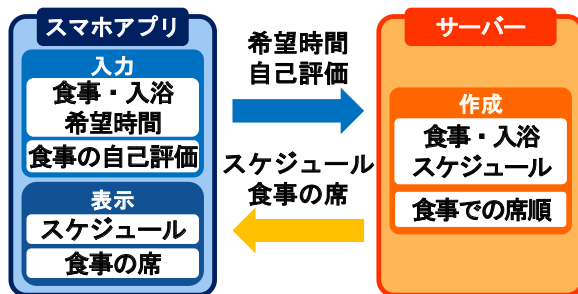 スマホアプリ
入力
食事・入浴
希望時間
食事の自己評価
表示
スケジュール
食事の席
希望時間
自己評価
スケジュール
食事の席
サーバー
作成
食事・入浴
スケジュール
食事での席順